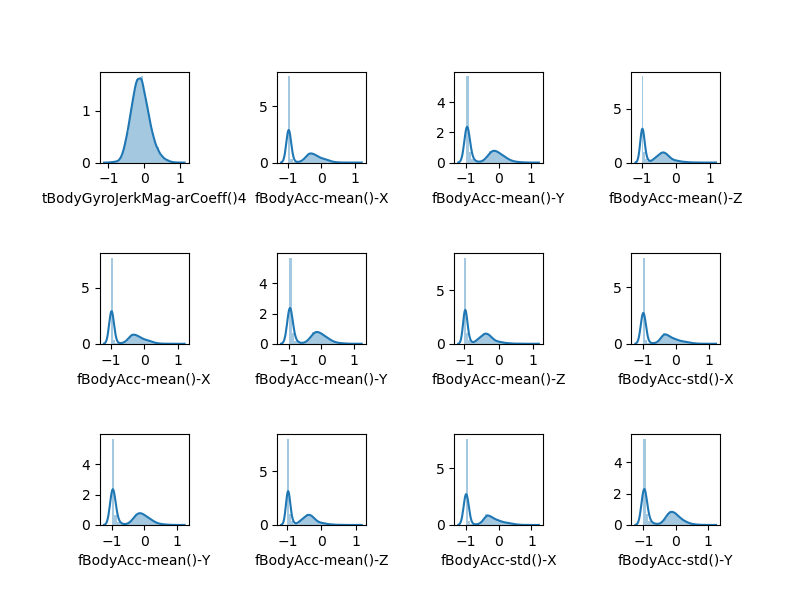 1
0
−1 0 1
tBodyGyroJerkMag-arCoeff()4
5
0
−1 0 1
fBodyAcc-mean()-X
4
2
0
−1 0 1
fBodyAcc-mean()-Y
5
0
−1 0 1
fBodyAcc-mean()-Z
5
0
−1 0 1
fBodyAcc-mean()-X
4
2
0
−1 0 1
fBodyAcc-mean()-Y
5
0
−1 0 1
fBodyAcc-mean()-Z
5
0
−1 0 1
fBodyAcc-std()-X
4
2
0
−1 0 1
fBodyAcc-mean()-Y
5
0
−1 0 1
fBodyAcc-mean()-Z
5
0
−1 0 1
fBodyAcc-std()-X
4
2
0
−1 0 1
fBodyAcc-std()-Y